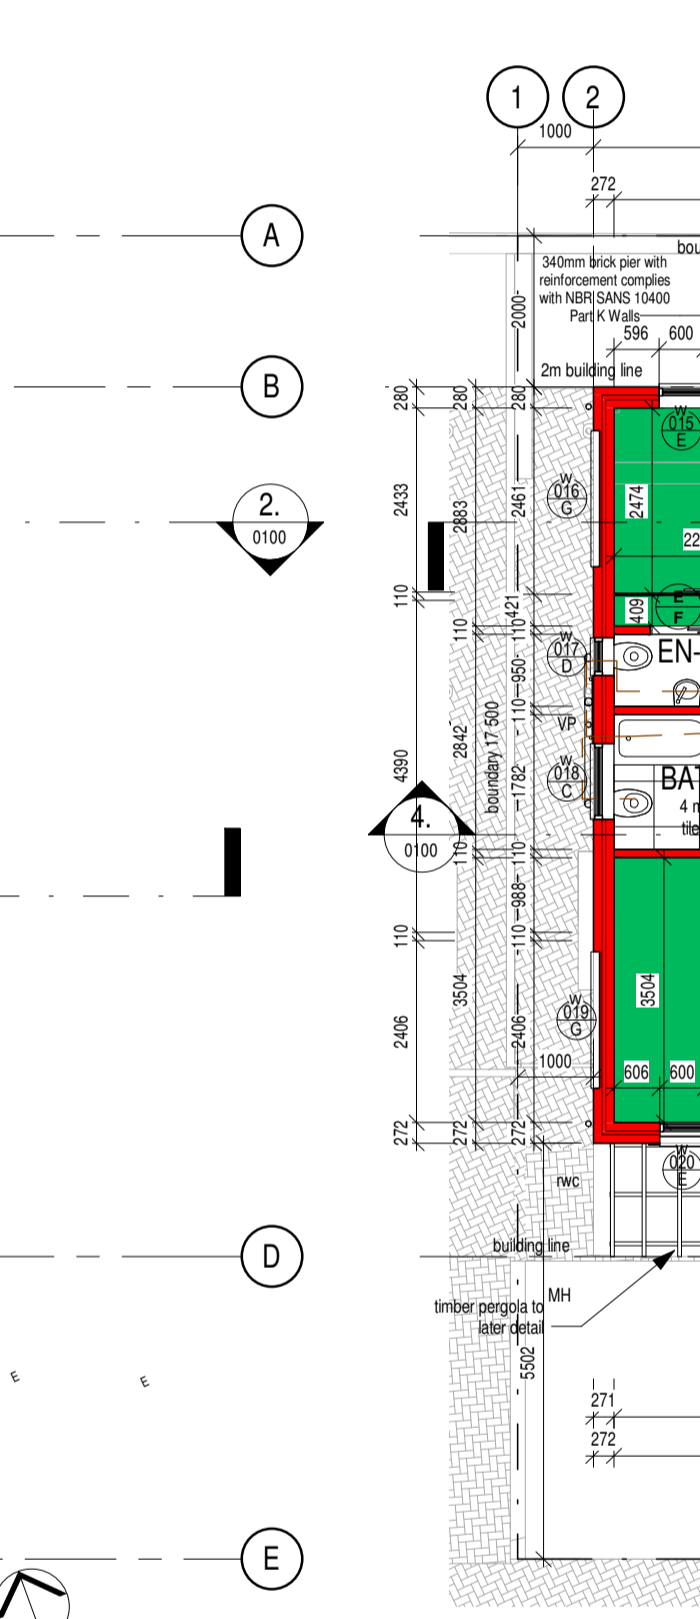 1
2
1000
272
A
bou
340mm brick pier with
reinforcement complies
with NBR SANS 10400
Part K Walls
2000
596
600
2m building line
B
280
280
280
W
015
E
W
016
G
2433
2883
2461
2474
2.
0100
22
110
421
409
E
F
110
110
W
017
D
EN-
950
110
VP
boundary 17 500
2842
4390
1782
W
018
C
BAT
4 m
tile
4.
0100
110
110
988
110
110
3504
3504
2406
2406
W
019
G
1000
606
600
272
272
272
W
020
E
rwc
building line
D
MH
timber pergola to
later detail
5502
E
E
271
272
E